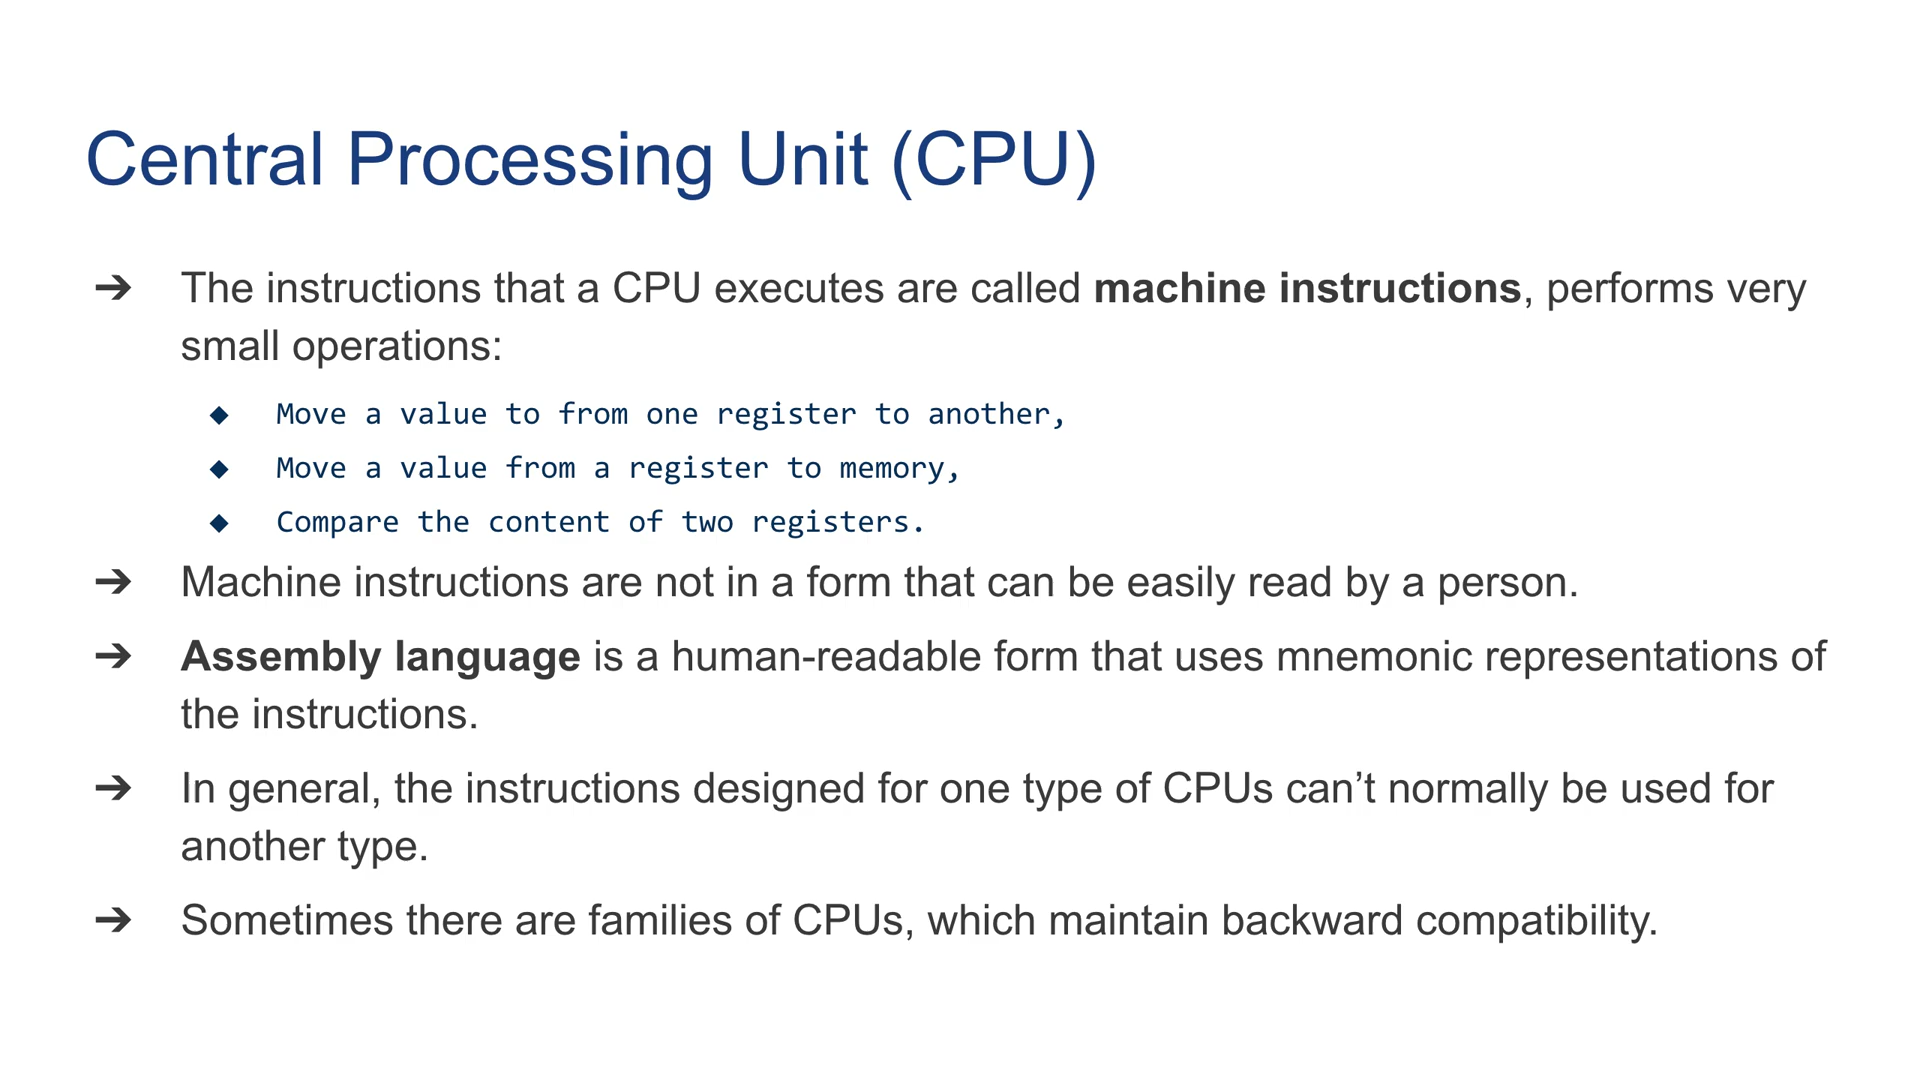 Central Processing Unit (CPU)
➔ The instructions that a CPU executes are called machine instructions, performs very
small operations:
◆ Move a value to from one register to another,
◆ Move a value from a register to memory,
◆ Compare the content of two registers.
➔ Machine instructions are not in a form that can be easily read by a person.
➔ Assembly language is a human-readable form that uses mnemonic representations of
the instructions.
➔ In general, the instructions designed for one type of CPUs can’t normally be used for
another type.
➔ Sometimes there are families of CPUs, which maintain backward compatibility.